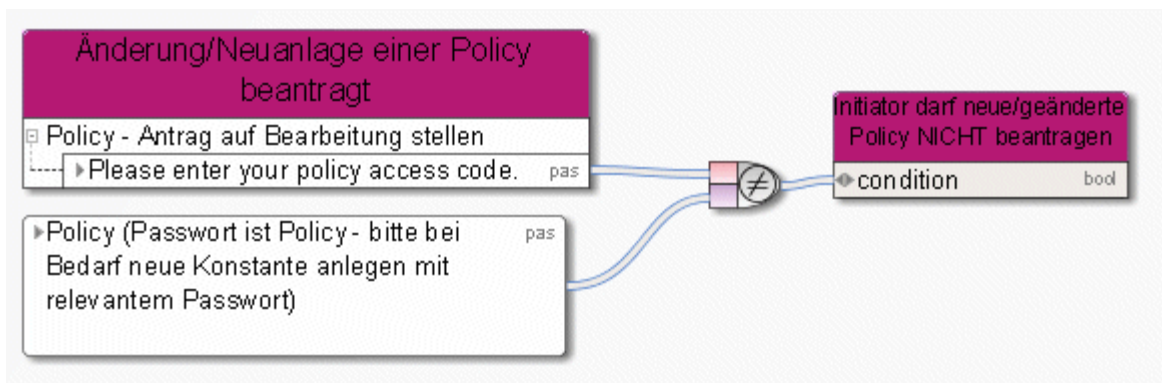 Änderung/Neuanlage einer Policy
beantragt
Policy - Antrag auf Bearbeitung stellen
Please enter your policy access code. pas
Policy (Passwort ist Policy - bitte bei pas
Bedarf neue Konstante anlegen mit
relevantem Passwort)
≠
Initiator darf neue/geänderte
Policy NICHT beantragen
condition bool